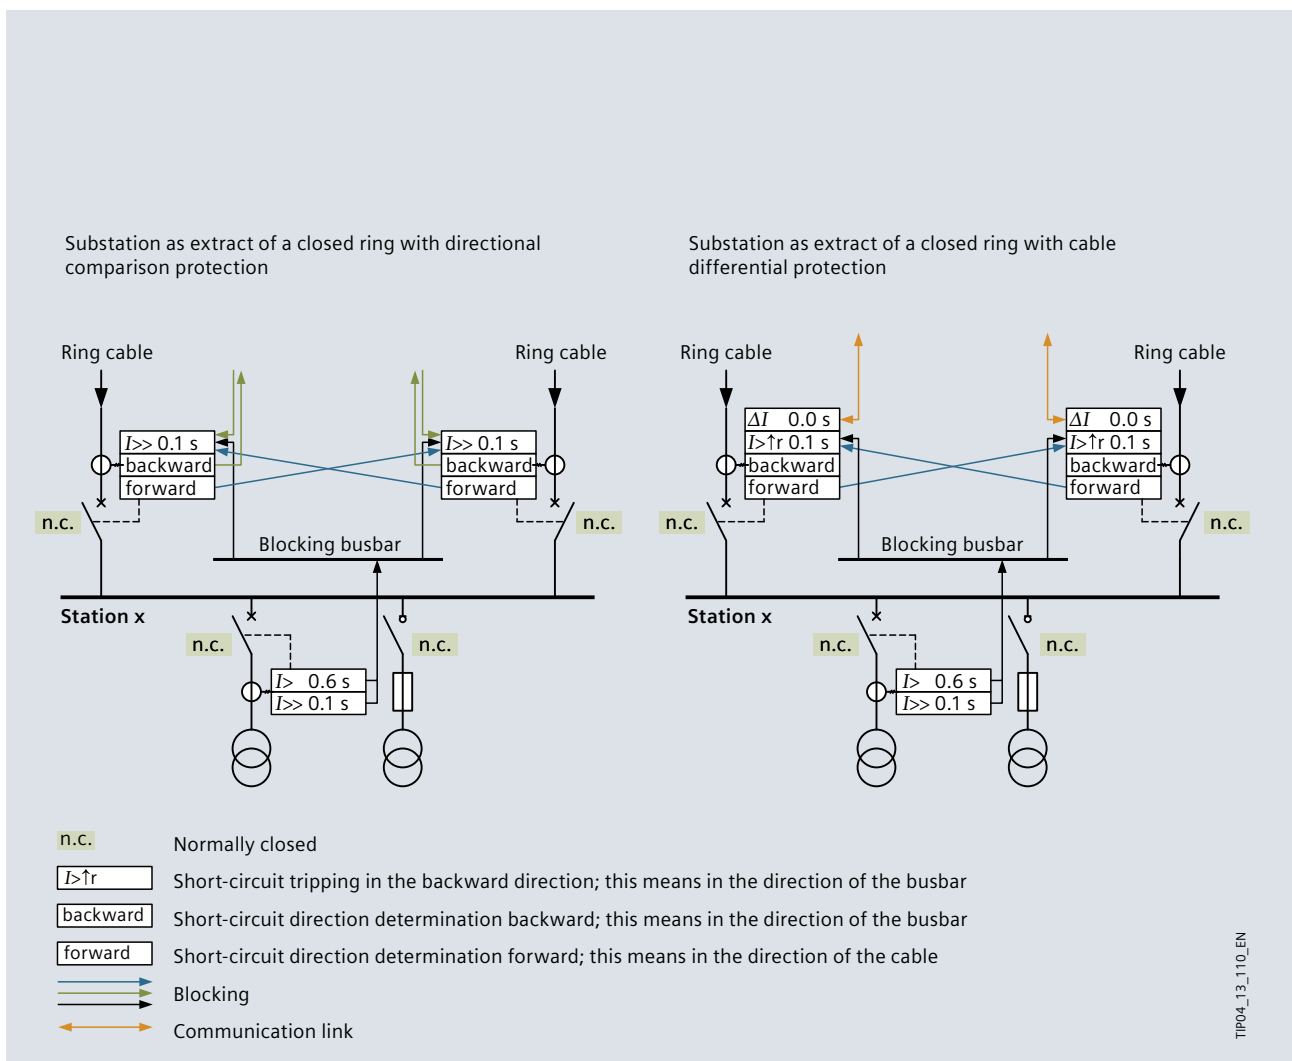 Substation as extract of a closed ring with directional
comparison protection
Ring cable
Ring cable
I>> 0.1 s
backward
forward
I>> 0.1 s
backward
forward
n.c.
n.c.
Blocking busbar
Station x
n.c.
n.c.
I> 0.6 s
I>> 0.1 s
Substation as extract of a closed ring with cable
differential protection
Ring cable
Ring cable
ΔI 0.0 s
I>↑r 0.1 s
backward
forward
ΔI 0.0 s
I>↑r 0.1 s
backward
forward
n.c.
n.c.
Blocking busbar
Station x
n.c.
n.c.
I> 0.6 s
I>> 0.1 s
n.c. Normally closed
I>↑r Short-circuit tripping in the backward direction; this means in the direction of the busbar
backward Short-circuit direction determination backward; this means in the direction of the busbar
forward Short-circuit direction determination forward; this means in the direction of the cable
Blocking
Communication link
TIP04_13_110_EN